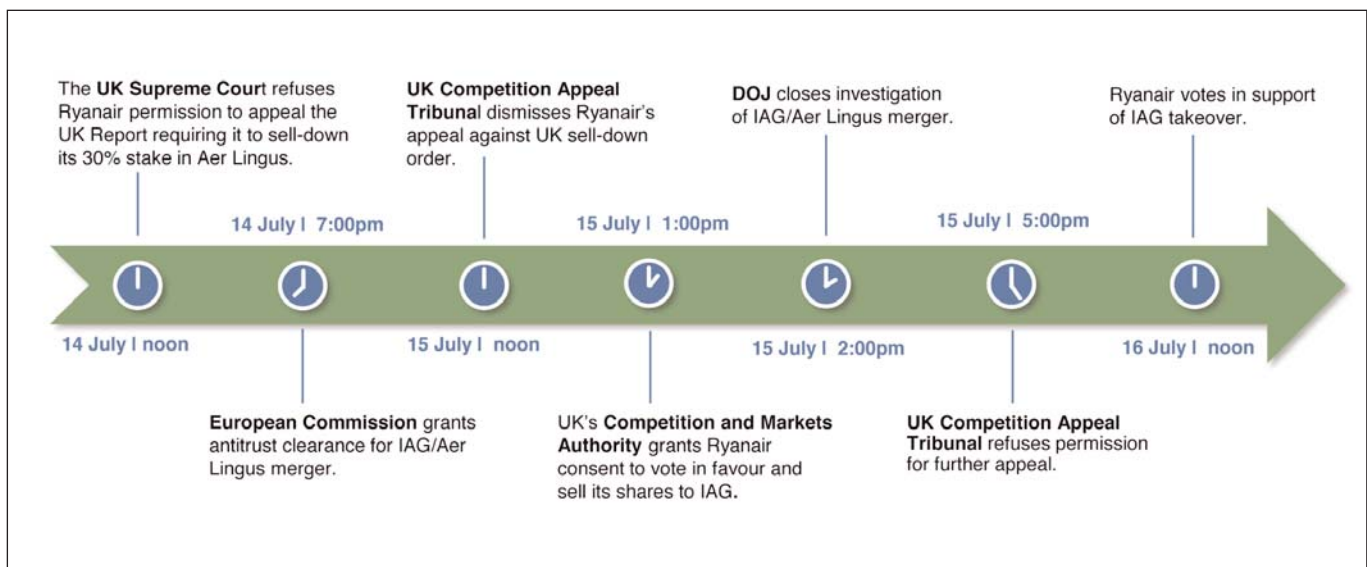 The UK Supreme Court refuses
Ryanair permission to appeal the
UK Report requiring it to sell-down
its 30% stake in Aer Lingus.
14 July | noon
14 July | 7:00pm
European Commission grants
antitrust clearance for IAG/Aer
Lingus merger.
UK Competition Appeal
Tribunal dismisses Ryanair's
appeal against UK sell-down
order.
15 July | noon
15 July | 1:00pm
UK's Competition and Markets
Authority grants Ryanair
consent to vote in favour and
sell its shares to IAG.
DOJ closes investigation
of IAG/Aer Lingus merger.
15 July | 2:00pm
15 July | 5:00pm
UK Competition Appeal
Tribunal refuses permission
for further appeal.
Ryanair votes in support
of IAG takeover.
16 July | noon